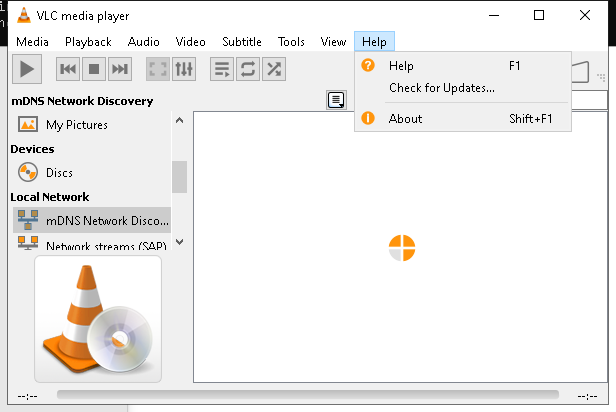 VLC media player
Media Playback Audio Video Subtitle Tools View Help
Help F1
Check for Updates...
About Shift+F1
mDNS Network Discovery
My Pictures
Devices
Discs
Local Network
mDNS Network Disco...
Network streams (SAP)
--:-- --:--